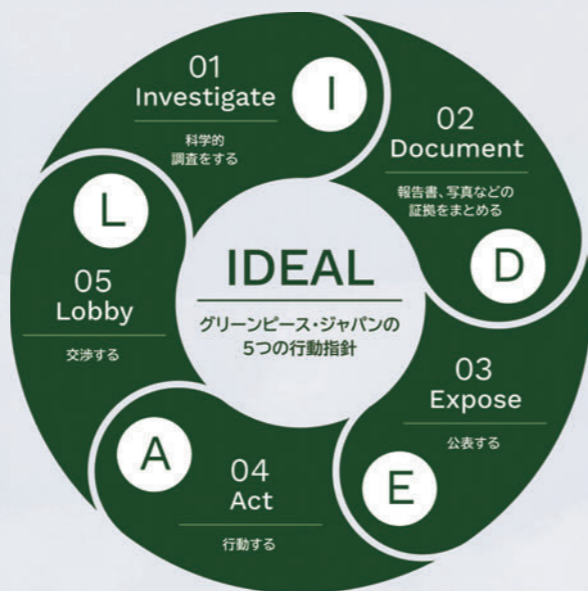 IDEAL
グリーンピース・ジャパンの
5つの行動指針
01
Investigate
科学的
調査をする
I
02
Document
報告書、写真などの
証拠をまとめる
D
03
Expose
公表する
E
04
Act
行動する
A
05
Lobby
交渉する
L